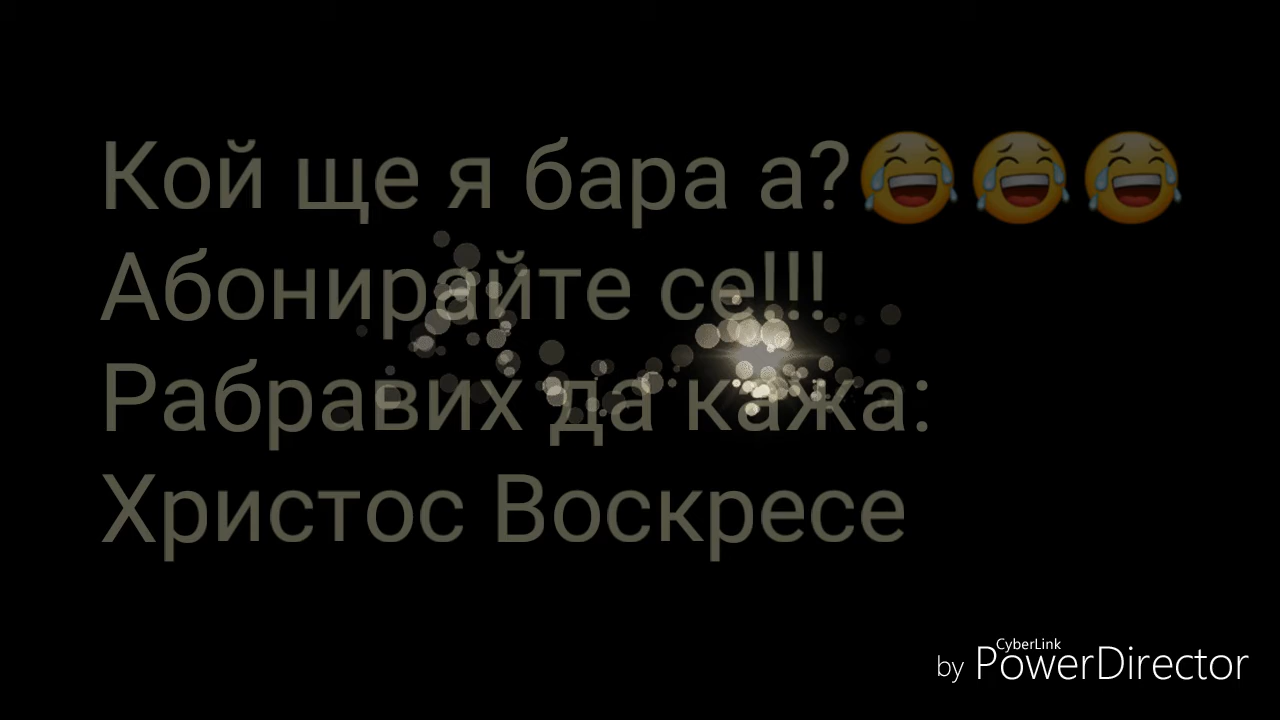 Кой ще я бара а?😂😂😂
Абонирайте се!!!
Рабравих да кажа:
Христос Воскресе
CyberLink
by PowerDirector